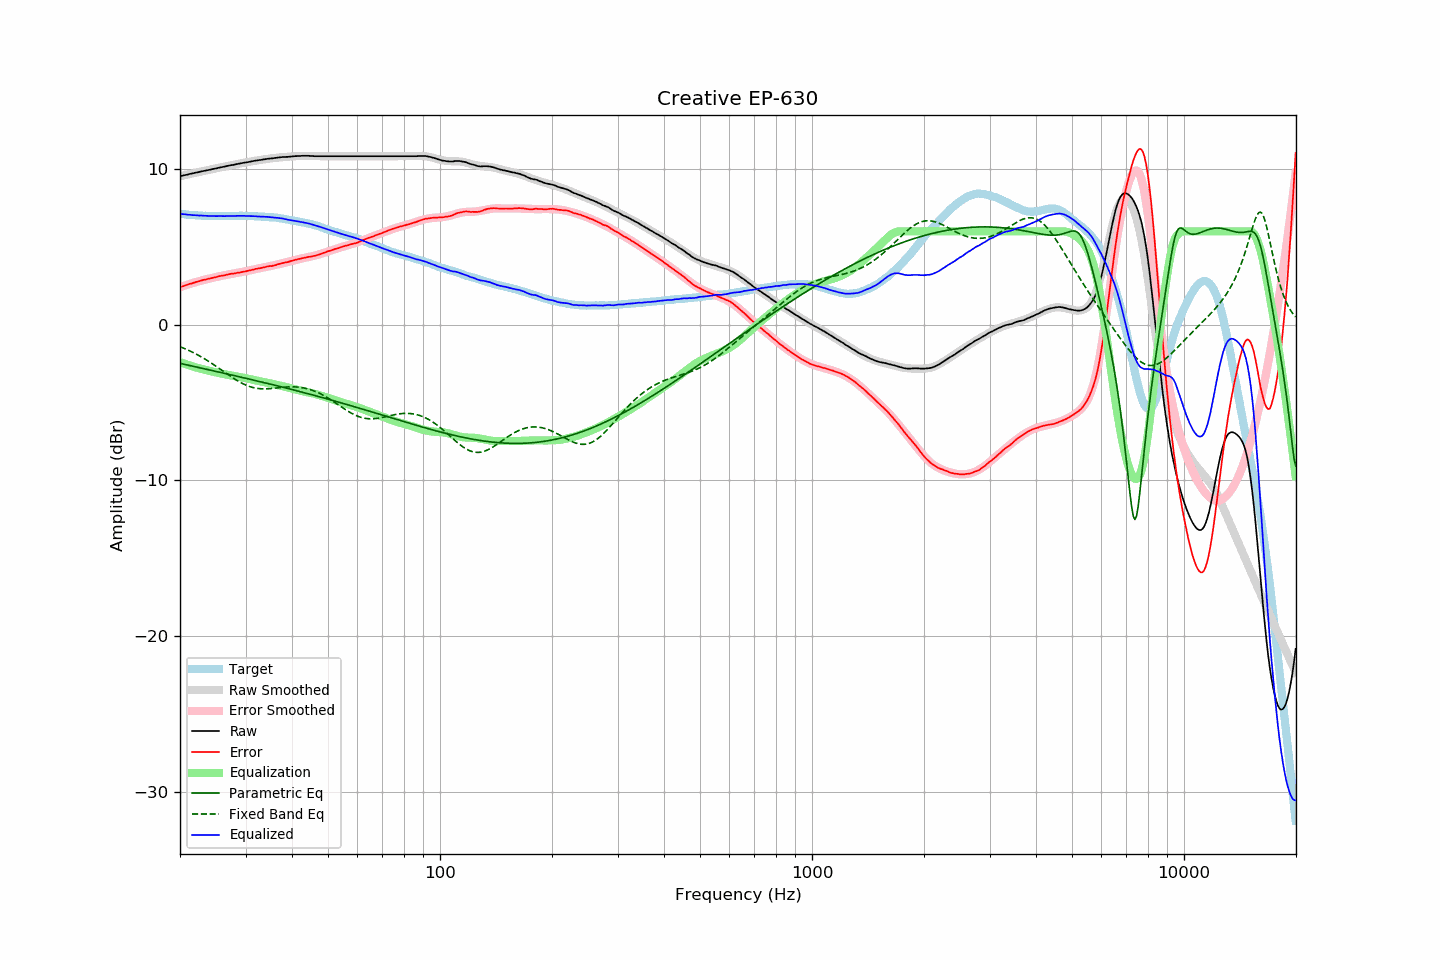 Creative EP-630
10
0
−10
−20
−30
Amplitude (dBr)
100
1000
10000
Frequency (Hz)
Target
Raw Smoothed
Error Smoothed
Raw
Error
Equalization
Parametric Eq
Fixed Band Eq
Equalized